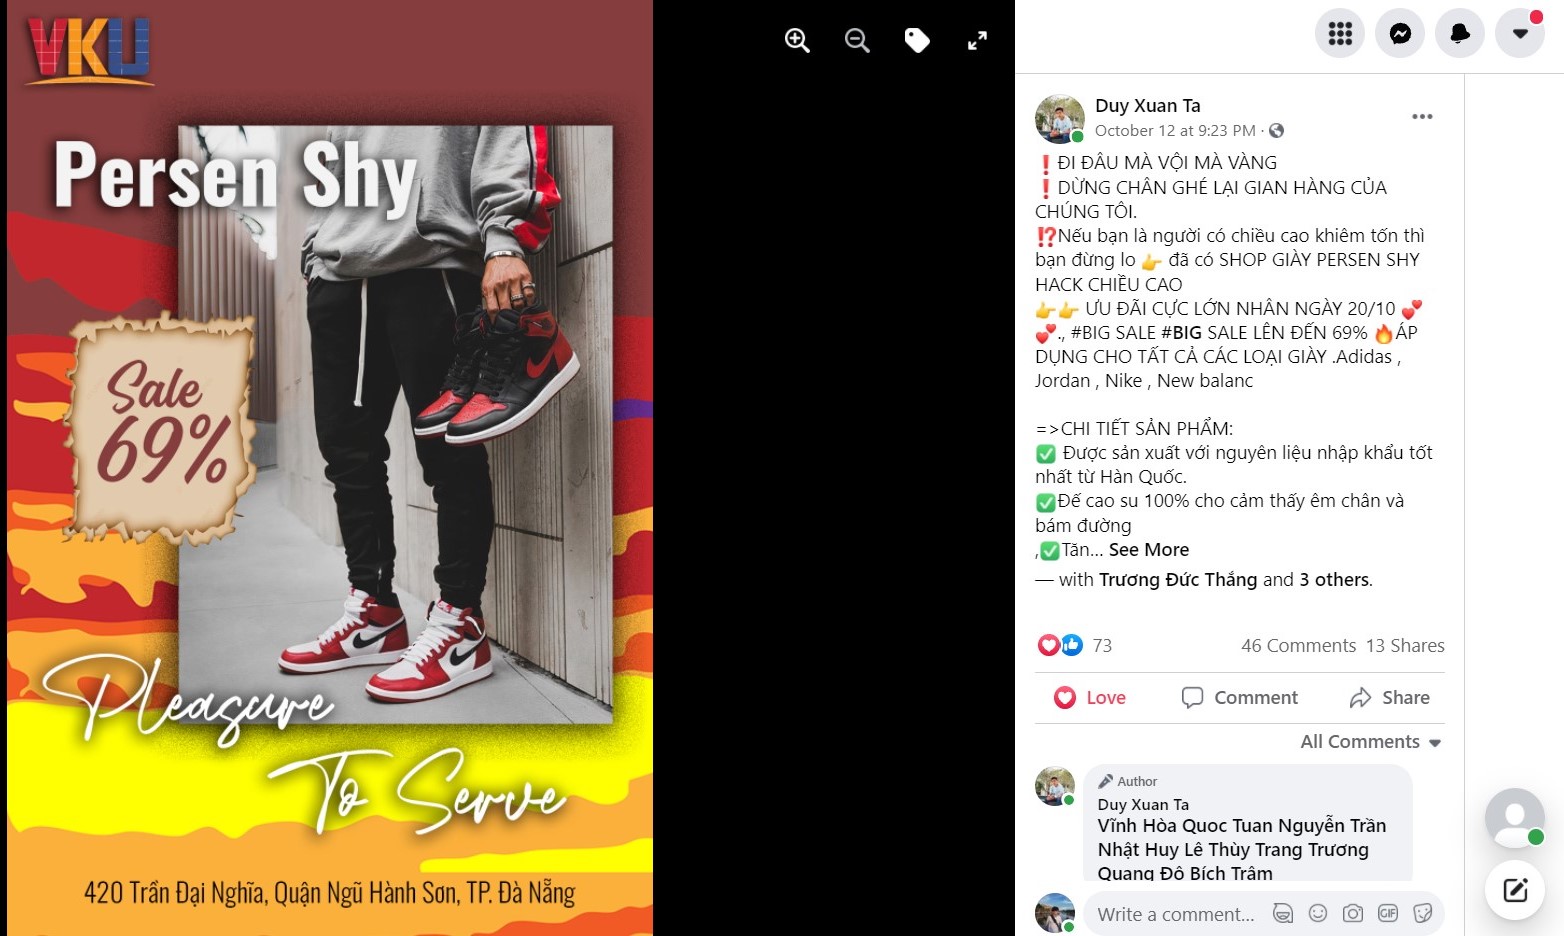 VKU
Persen Shy
Sale
69%
Pleasure
To Serve
420 Trần Đại Nghĩa, Quận Ngũ Hành Sơn, TP. Đà Nẵng
Duy Xuan Ta
October 12 at 9:23 PM ·
❗ĐI ĐÂU MÀ VỘI MÀ VÀNG
❗DỪNG CHÂN GHÉ LẠI GIAN HÀNG CỦA
CHÚNG TÔI.
⁉️Nếu bạn là người có chiều cao khiêm tốn thì
bạn đừng lo 👉 đã có SHOP GIÀY PERSEN SHY
HACK CHIỀU CAO
👉👉 ƯU ĐÃI CỰC LỚN NHÂN NGÀY 20/10 💕
💕., #BIG SALE #BIG SALE LÊN ĐẾN 69% 🔥ÁP
DỤNG CHO TẤT CẢ CÁC LOẠI GIÀY .Adidas ,
Jordan , Nike , New balanc
=>CHI TIẾT SẢN PHẨM:
✅ Được sản xuất với nguyên liệu nhập khẩu tốt
nhất từ Hàn Quốc.
✅Đế cao su 100% cho cảm thấy êm chân và
bám đường
,✅Tăn... See More
— with Trương Đức Thắng and 3 others.
73
46 Comments 13 Shares
Love
Comment
Share
All Comments
Author
Duy Xuan Ta
Vĩnh Hòa Quoc Tuan Nguyễn Trần
Nhật Huy Lê Thùy Trang Trương
Quang Đô Bích Trâm
Write a comment...
GIF